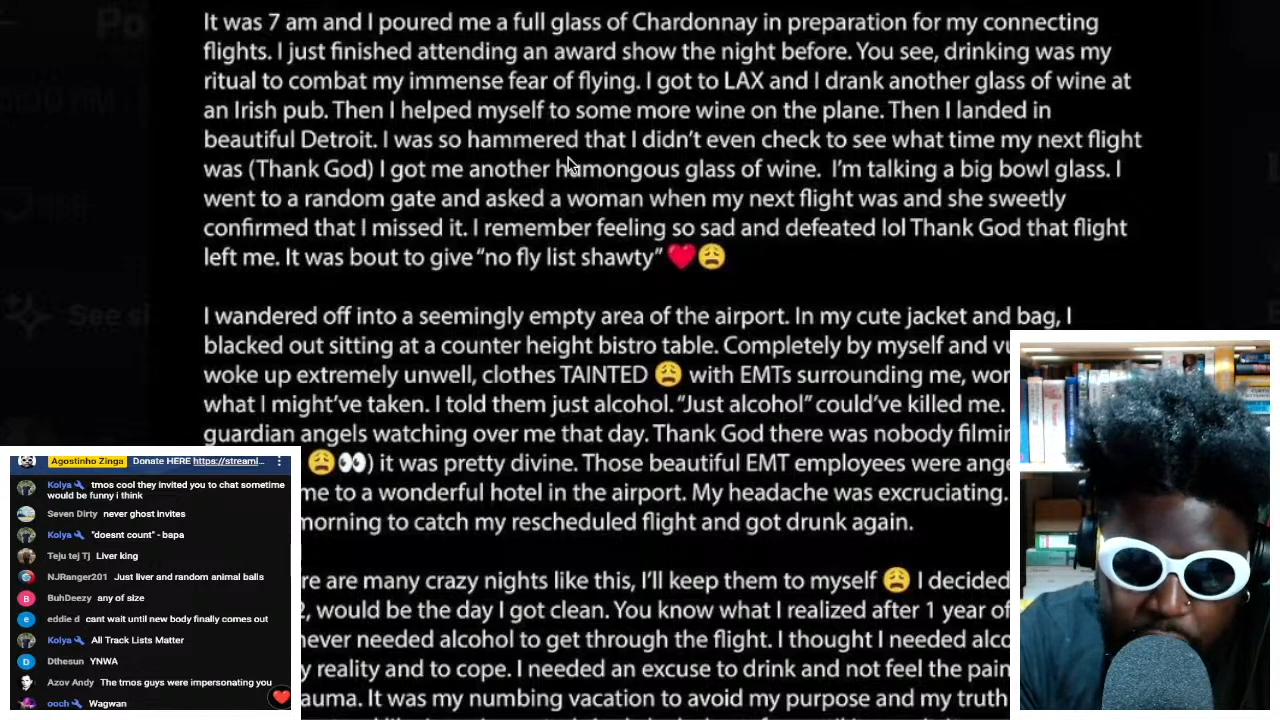 It was 7 am and I poured me a full glass of Chardonnay in preparation for my connecting
flights. I just finished attending an award show the night before. You see, drinking was my
ritual to combat my immense fear of flying. I got to LAX and I drank another glass of wine at
an Irish pub. Then I helped myself to some more wine on the plane. Then I landed in
beautiful Detroit. I was so hammered that I didn't even check to see what time my next flight
was (Thank God) I got me another humongous glass of wine. I'm talking a big bowl glass. I
went to a random gate and asked a woman when my next flight was and she sweetly
confirmed that I missed it. I remember feeling so sad and defeated lol Thank God that flight
left me. It was bout to give "no fly list shawty" ❤️😩
I wandered off into a seemingly empty area of the airport. In my cute jacket and bag, I
blacked out sitting at a counter height bistro table. Completely by myself and
woke up extremely unwell, clothes TAINTED 😩 with EMTs surrounding me,
what I might've taken. I told them just alcohol. "Just alcohol" could've killed me.
guardian angels watching over me that day. Thank God there was nobody
😩👀) it was pretty divine. Those beautiful EMT employees were
me to a wonderful hotel in the airport. My headache was excruciating.
morning to catch my rescheduled flight and got drunk again.
are many crazy nights like this, I'll keep them to myself 😩 I decided
would be the day I got clean. You know what I realized after 1 year of
never needed alcohol to get through the flight. I thought I needed
reality and to cope. I needed an excuse to drink and not feel the pain
It was my numbing vacation to avoid my purpose and my truth
See
Agostinho Zinga Donate HERE https://streaml...
Kolya tmos cool they invited you to chat sometime
would be funny i think
Seven Dirty never ghost invites
Kolya "doesnt count" - bapa
Teju tej Tj Liver king
NJRanger201 Just liver and random animal balls
BuhDeezy any of size
eddie d cant wait until new body finally comes out
Kolya All Track Lists Matter
Dthesun YNWA
Azov Andy The tmos guys were impersonating you
ooch Wagwan